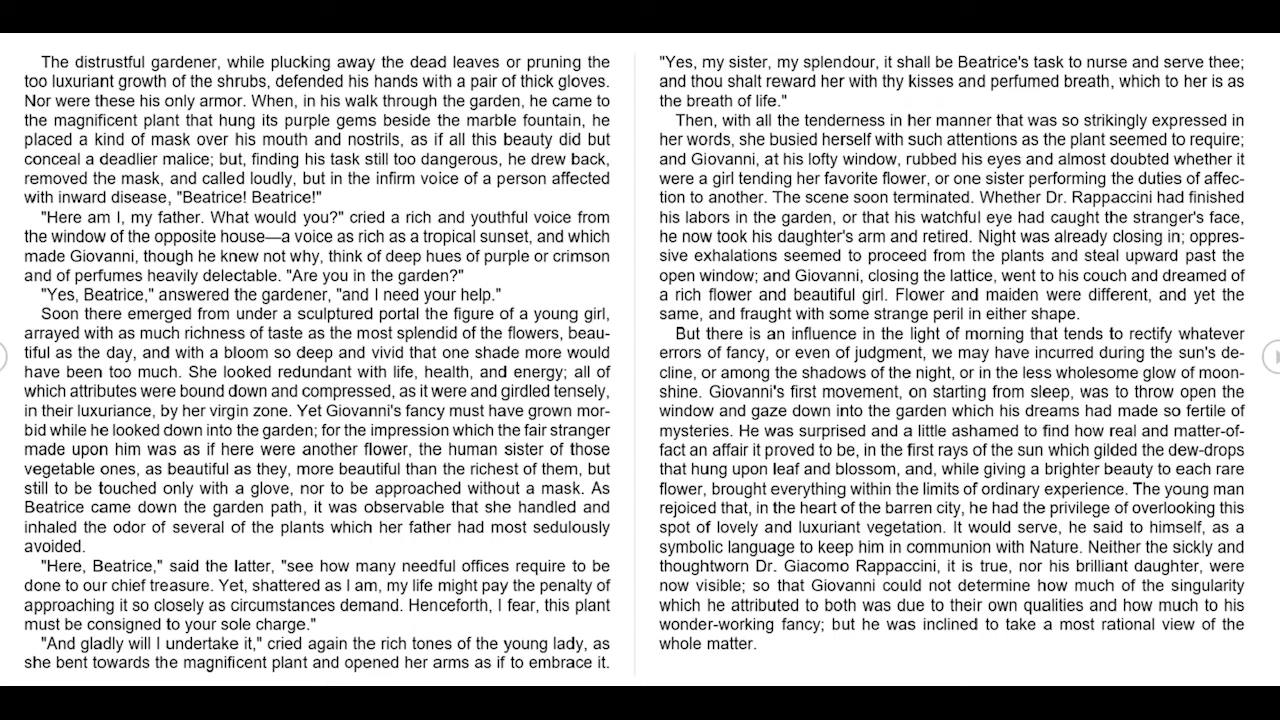 The distrustful gardener, while plucking away the dead leaves or pruning the
too luxuriant growth of the shrubs, defended his hands with a pair of thick gloves.
Nor were these his only armor. When, in his walk through the garden, he came to
the magnificent plant that hung its purple gems beside the marble fountain, he
placed a kind of mask over his mouth and nostrils, as if all this beauty did but
conceal a deadlier malice; but, finding his task still too dangerous, he drew back,
removed the mask, and called loudly, but in the infirm voice of a person affected
with inward disease, "Beatrice! Beatrice!"
"Here am I, my father. What would you?" cried a rich and youthful voice from
the window of the opposite house—a voice as rich as a tropical sunset, and which
made Giovanni, though he knew not why, think of deep hues of purple or crimson
and of perfumes heavily delectable. "Are you in the garden?"
"Yes, Beatrice," answered the gardener, "and I need your help."
Soon there emerged from under a sculptured portal the figure of a young girl,
arrayed with as much richness of taste as the most splendid of the flowers, beau-
tiful as the day, and with a bloom so deep and vivid that one shade more would
have been too much. She looked redundant with life, health, and energy; all of
which attributes were bound down and compressed, as it were and girdled tensely,
in their luxuriance, by her virgin zone. Yet Giovanni's fancy must have grown mor-
bid while he looked down into the garden; for the impression which the fair stranger
made upon him was as if here were another flower, the human sister of those
vegetable ones, as beautiful as they, more beautiful than the richest of them, but
still to be touched only with a glove, nor to be approached without a mask. As
Beatrice came down the garden path, it was observable that she handled and
inhaled the odor of several of the plants which her father had most sedulously
avoided.
"Here, Beatrice," said the latter, "see how many needful offices require to be
done to our chief treasure. Yet, shattered as I am, my life might pay the penalty of
approaching it so closely as circumstances demand. Henceforth, I fear, this plant
must be consigned to your sole charge."
"And gladly will I undertake it," cried again the rich tones of the young lady, as
she bent towards the magnificent plant and opened her arms as if to embrace it.
"Yes, my sister, my splendour, it shall be Beatrice's task to nurse and serve thee;
and thou shalt reward her with thy kisses and perfumed breath, which to her is as
the breath of life."
Then, with all the tenderness in her manner that was so strikingly expressed in
her words, she busied herself with such attentions as the plant seemed to require;
and Giovanni, at his lofty window, rubbed his eyes and almost doubted whether it
were a girl tending her favorite flower, or one sister performing the duties of affec-
tion to another. The scene soon terminated. Whether Dr. Rappaccini had finished
his labors in the garden, or that his watchful eye had caught the stranger's face,
he now took his daughter's arm and retired. Night was already closing in; oppres-
sive exhalations seemed to proceed from the plants and steal upward past the
open window; and Giovanni, closing the lattice, went to his couch and dreamed of
a rich flower and beautiful girl. Flower and maiden were different, and yet the
same, and fraught with some strange peril in either shape.
But there is an influence in the light of morning that tends to rectify whatever
errors of fancy, or even of judgment, we may have incurred during the sun's de-
cline, or among the shadows of the night, or in the less wholesome glow of moon-
shine. Giovanni's first movement, on starting from sleep, was to throw open the
window and gaze down into the garden which his dreams had made so fertile of
mysteries. He was surprised and a little ashamed to find how real and matter-of-
fact an affair it proved to be, in the first rays of the sun which gilded the dew-drops
that hung upon leaf and blossom, and, while giving a brighter beauty to each rare
flower, brought everything within the limits of ordinary experience. The young man
rejoiced that, in the heart of the barren city, he had the privilege of overlooking this
spot of lovely and luxuriant vegetation. It would serve, he said to himself, as a
symbolic language to keep him in communion with Nature. Neither the sickly and
thoughtworn Dr. Giacomo Rappaccini, it is true, nor his brilliant daughter, were
now visible; so that Giovanni could not determine how much of the singularity
which he attributed to both was due to their own qualities and how much to his
wonder-working fancy; but he was inclined to take a most rational view of the
whole matter.